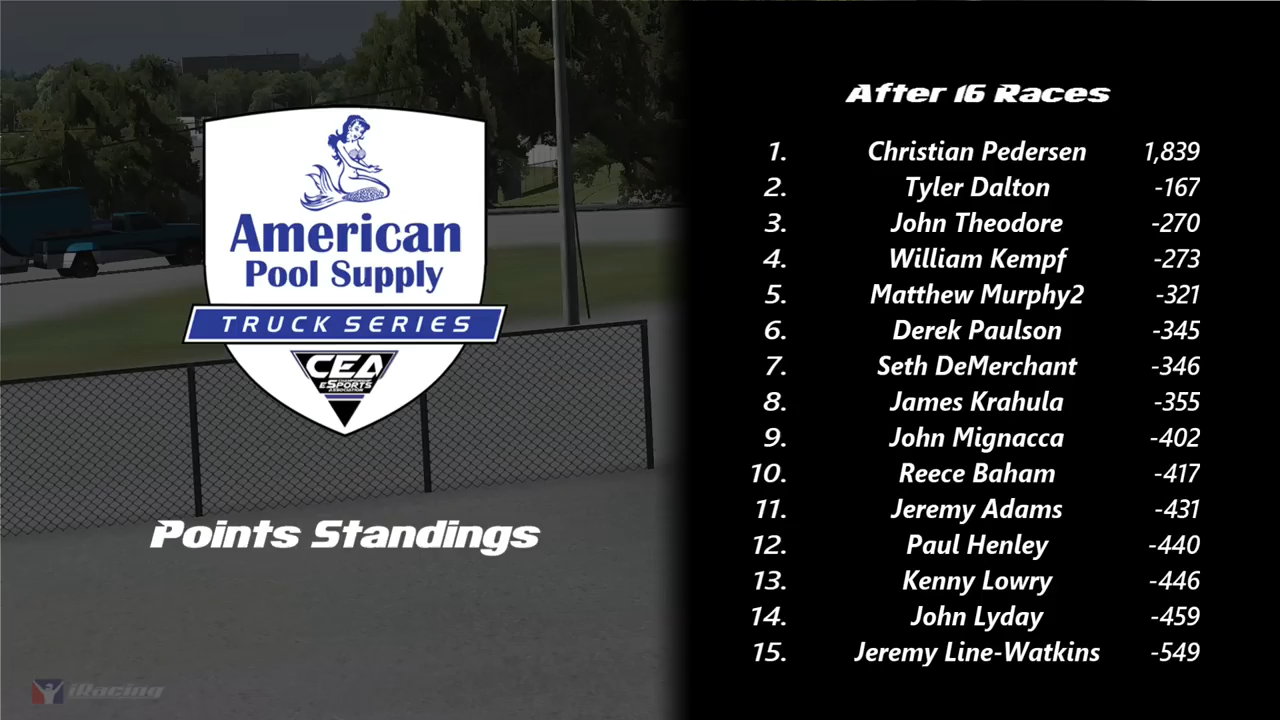 American
Pool Supply
TRUCK SERIES
CEA
CHAMPIONSHIP
eSPORTS
ASSOCIATION
Points Standings
iRacing
After 16 Races
1. Christian Pedersen 1,839
2. Tyler Dalton -167
3. John Theodore -270
4. William Kempf -273
5. Matthew Murphy2 -321
6. Derek Paulson -345
7. Seth DeMerchant -346
8. James Krahula -355
9. John Mignacca -402
10. Reece Baham -417
11. Jeremy Adams -431
12. Paul Henley -440
13. Kenny Lowry -446
14. John Lyday -459
15. Jeremy Line-Watkins -549